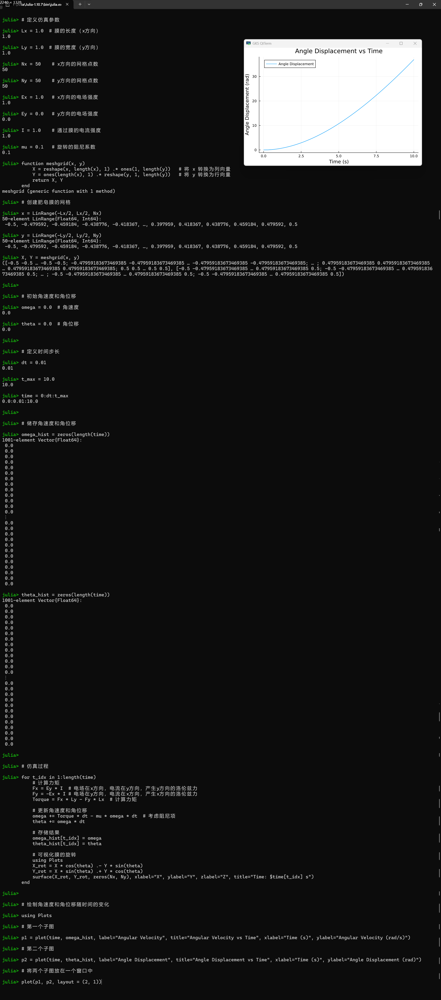 2240 × 1328
F:\Julia\Julia-1.10.7\bin\julia.ex
julia> # 定义仿真参数
julia> Lx = 1.0  # 膜的长度 (x方向)
1.0
julia> Ly = 1.0  # 膜的宽度 (y方向)
1.0
julia> Nx = 50    # x方向的网格点数
50
julia> Ny = 50    # y方向的网格点数
50
julia> Ex = 1.0   # x方向的电场强度
1.0
julia> Ey = 0.0   # y方向的电场强度
0.0
julia> I = 1.0    # 通过膜的电流强度
1.0
julia> mu = 0.1   # 旋转的阻尼系数
0.1
julia> function meshgrid(x, y)
X = reshape(x, length(x), 1) .* ones(1, length(y))   # 将 x 转换为列向量
Y = ones(length(x), 1) .* reshape(y, 1, length(y))   # 将 y 转换为行向量
return X, Y
end
meshgrid (generic function with 1 method)
GKS QtTerm
Angle Displacement vs Time
Angle Displacement
Angle Displacement (rad)
30
20
10
0
0.0 2.5 5.0 7.5 10.0
Time (s)
julia> # 创建肥皂膜的网格
julia> x = LinRange(-Lx/2, Lx/2, Nx)
50-element LinRange{Float64, Int64}:
-0.5, -0.479592, -0.459184, -0.438776, -0.418367, …, 0.397959, 0.418367, 0.438776, 0.459184, 0.479592, 0.5
julia> y = LinRange(-Ly/2, Ly/2, Ny)
50-element LinRange{Float64, Int64}:
-0.5, -0.479592, -0.459184, -0.438776, -0.418367, …, 0.397959, 0.418367, 0.438776, 0.459184, 0.479592, 0.5
julia> X, Y = meshgrid(x, y)
([-0.5 -0.5 … -0.5 -0.5; -0.47959183673469385 -0.47959183673469385 … -0.47959183673469385 -0.47959183673469385; … ; 0.47959183673469385 0.47959183673469385
… 0.47959183673469385 0.47959183673469385; 0.5 0.5 … 0.5 0.5], [-0.5 -0.47959183673469385 … 0.47959183673469385 0.5; -0.5 -0.47959183673469385 … 0.479591836
73469385 0.5; … ; -0.5 -0.47959183673469385 … 0.47959183673469385 0.5; -0.5 -0.47959183673469385 … 0.47959183673469385 0.5])
julia>
julia> # 初始角速度和角位移
julia> omega = 0.0  # 角速度
0.0
julia> theta = 0.0  # 角位移
0.0
julia>
julia> # 定义时间步长
julia> dt = 0.01
0.01
julia> t_max = 10.0
10.0
julia> time = 0:dt:t_max
0.0:0.01:10.0
julia>
julia> # 储存角速度和角位移
julia> omega_hist = zeros(length(time))
1001-element Vector{Float64}:
0.0
0.0
0.0
0.0
0.0
0.0
0.0
0.0
0.0
0.0
0.0
0.0
0.0
⋮
0.0
0.0
0.0
0.0
0.0
0.0
0.0
0.0
0.0
0.0
0.0
0.0
julia> theta_hist = zeros(length(time))
1001-element Vector{Float64}:
0.0
0.0
0.0
0.0
0.0
0.0
0.0
0.0
0.0
0.0
0.0
0.0
0.0
⋮
0.0
0.0
0.0
0.0
0.0
0.0
0.0
0.0
0.0
0.0
0.0
0.0
julia>
julia> # 仿真过程
julia> for t_idx in 1:length(time)
# 计算力矩
Fx = Ey * I  # 电场在x方向, 电流在y方向, 产生y方向的洛伦兹力
Fy = -Ex * I # 电场在y方向, 电流在x方向, 产生x方向的洛伦兹力
Torque = Fx * Ly - Fy * Lx  # 计算力矩
# 更新角速度和角位移
omega += Torque * dt - mu * omega * dt  # 考虑阻尼项
theta += omega * dt
# 存储结果
omega_hist[t_idx] = omega
theta_hist[t_idx] = theta
# 可视化膜的旋转
using Plots
X_rot = X * cos(theta) .- Y * sin(theta)
Y_rot = X * sin(theta) .+ Y * cos(theta)
surface(X_rot, Y_rot, zeros(Nx, Ny), xlabel="X", ylabel="Y", zlabel="Z", title="Time: $time[t_idx] s")
end
julia>
julia> # 绘制角速度和角位移随时间的变化
julia> using Plots
julia> # 第一个子图
julia> p1 = plot(time, omega_hist, label="Angular Velocity", title="Angular Velocity vs Time", xlabel="Time (s)", ylabel="Angular Velocity (rad/s)")
julia> # 第二个子图
julia> p2 = plot(time, theta_hist, label="Angle Displacement", title="Angle Displacement vs Time", xlabel="Time (s)", ylabel="Angle Displacement (rad)")
julia> # 将两个子图放在一个窗口中
julia> plot(p1, p2, layout = (2, 1))